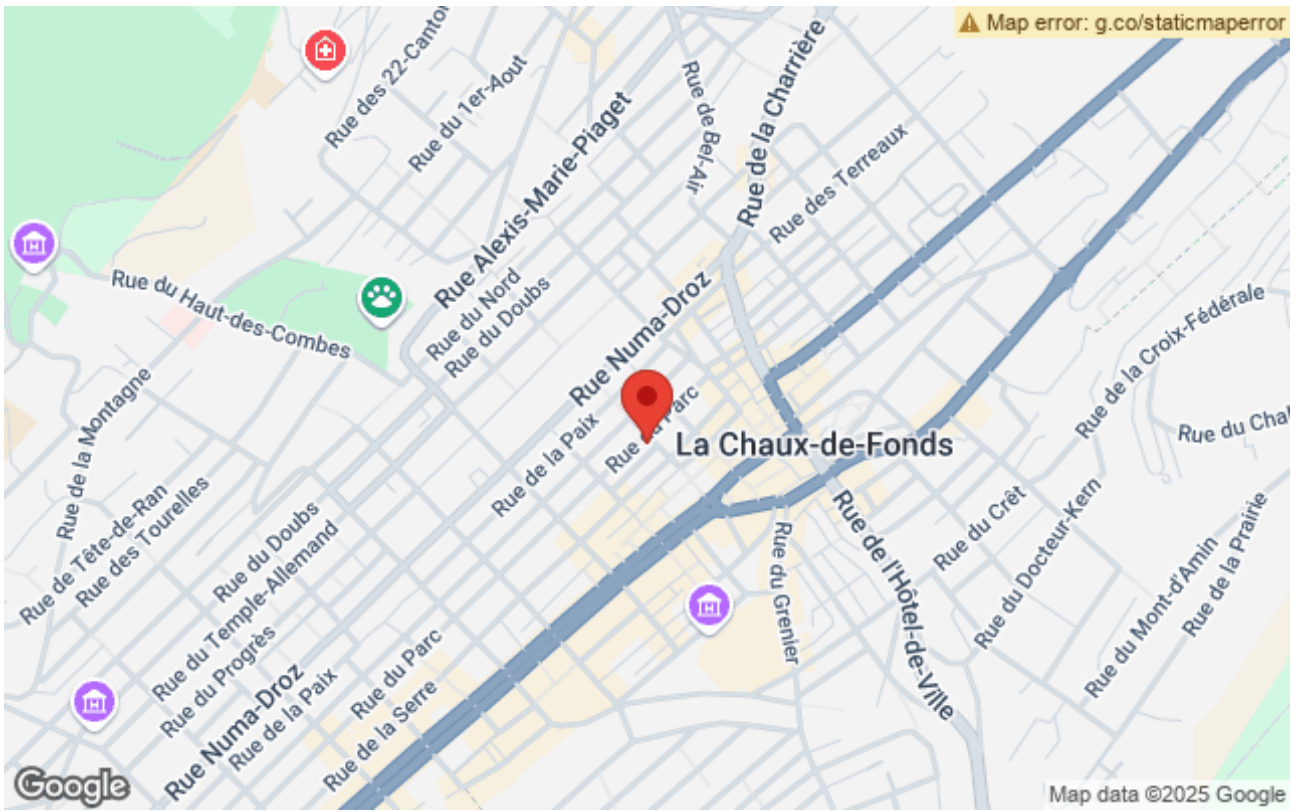 Map error: g.co/staticmaperror
Rue des 22-Canton
Rue du 1er-Aout
Rue Alexis-Marie-Piaget
Rue de Bel-Air
Rue de la Charrière
Rue des Terreaux
Rue du Haut-des-Combes
Rue du Nord
Rue du Doubs
Rue Numa-Droz
Rue de la Croix-Fédérale
Rue de la Montagne
Rue de la Paix
Rue du Parc
La Chaux-de-Fonds
Rue du Cha
Rue de Tête-de-Ran
Rue des Tourelles
Rue du Doubs
Rue du Temple-Allemand
Rue du Progrès
Rue Numa-Droz
Rue de la Paix
Rue du Parc
Rue de la Serre
Rue du Grenier
Rue de l'Hôtel-de-Ville
Rue du Crêt
Rue du Docteur-Kern
Rue du Mont-d'Amin
Rue de la Prairie
Google
Map data ©2025 Google